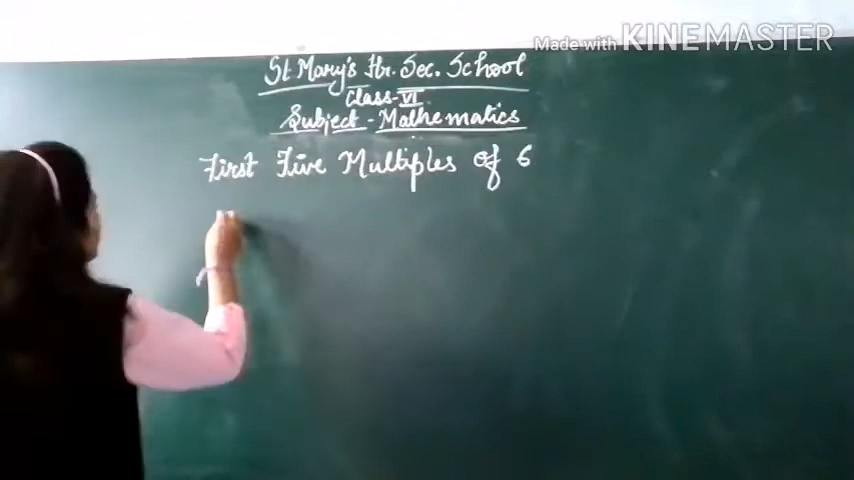 Made with KINEMASTER
St Mary's Hr. Sec. School
Class-VI
Subject - Mathematics
First Five Multiples Of 6